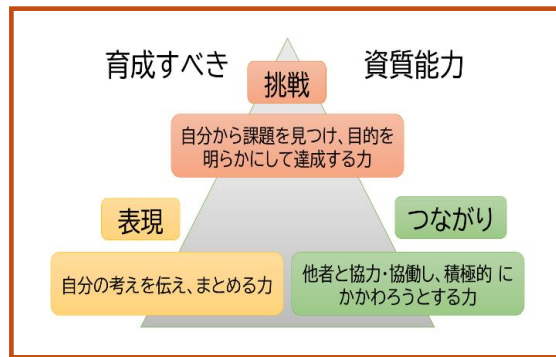 育成すべき 資質能力
挑戦
自分から課題を見つけ、目的を
明らかにして達成する力
表現
つながり
自分の考えを伝え、まとめる力
他者と協力・協働し、積極的 に
かかわろうとする力